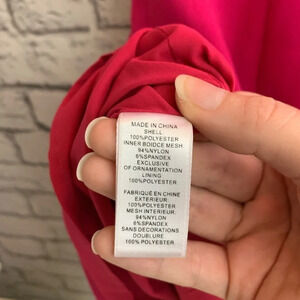 MADE IN CHINA
SHELL
100%POLYESTER
INNER BOIDCE MESH
94%NYLON
6%SPANDEX
EXCLUSIVE
OF ORNAMENTATION
LINING
100%POLYESTER
FABRIQUÉ EN CHINE
EXTERIEUR:
100%POLYESTER
MESH INTERIEUR:
94%NYLON
6%SPANDEX
SANS DECORATIONS
DOUBLURE
100% POLYESTER